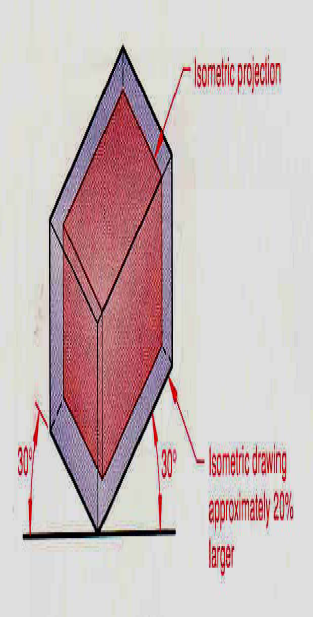 Isometric projection
30°
30°
Isometric drawing
approximately 20%
larger